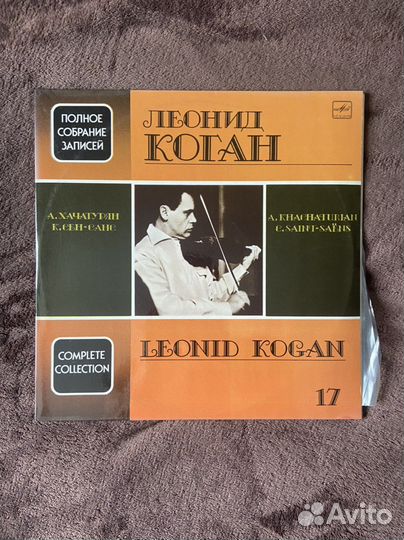 ПОЛНОЕ
СОБРАНИЕ
ЗАПИСЕЙ
ЛЕОНИД
КОГАН
А. ХАЧАТУРЯН
К. СЕН-САНС
A. KHACHATURIAN
C. SAINT-SAËNS
COMPLETE
COLLECTION
LEONID KOGAN
17
Avito